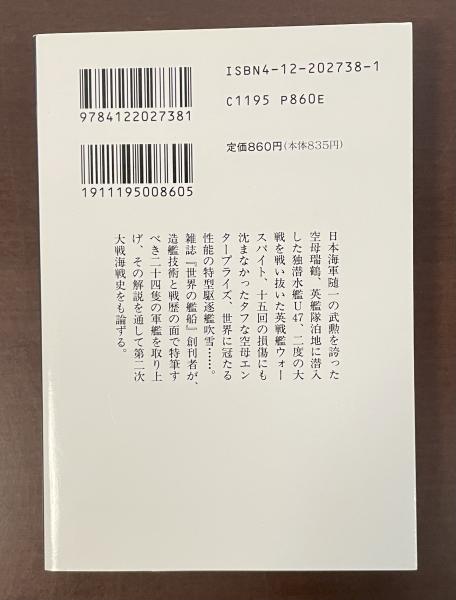 ISBN4-12-202738-1
C1195 P860E
9784122027381
定価860円(本体835円)
1911195008605
日本海軍随一の武勲を誇った
空母瑞鶴、英艦隊泊地に潜入
した独潜水艦U47、二度の大
戦を戦い抜いた英戦艦ウォー
スパイト、十五回の損傷にも
沈まなかったタフな空母エン
タープライズ、世界に冠たる
性能の特型駆逐艦吹雪……。
雑誌『世界の艦船』創刊者が、
造艦技術と戦歴の面で特筆す
べき二十四隻の軍艦を取り上
げ、その解説を通して第二次
大戦海戦史をも論ずる。